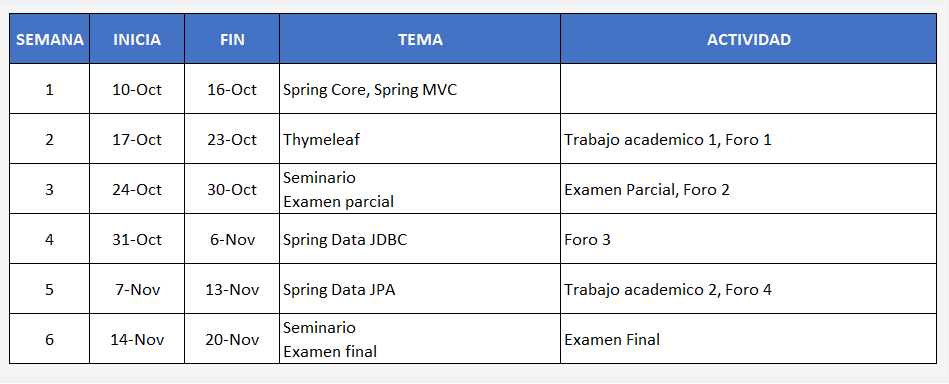 SEMANA INICIA FIN TEMA ACTIVIDAD
1 10-Oct 16-Oct Spring Core, Spring MVC
2 17-Oct 23-Oct Thymeleaf Trabajo academico 1, Foro 1
3 24-Oct 30-Oct Seminario
Examen parcial Examen Parcial, Foro 2
4 31-Oct 6-Nov Spring Data JDBC Foro 3
5 7-Nov 13-Nov Spring Data JPA Trabajo academico 2, Foro 4
6 14-Nov 20-Nov Seminario
Examen final Examen Final